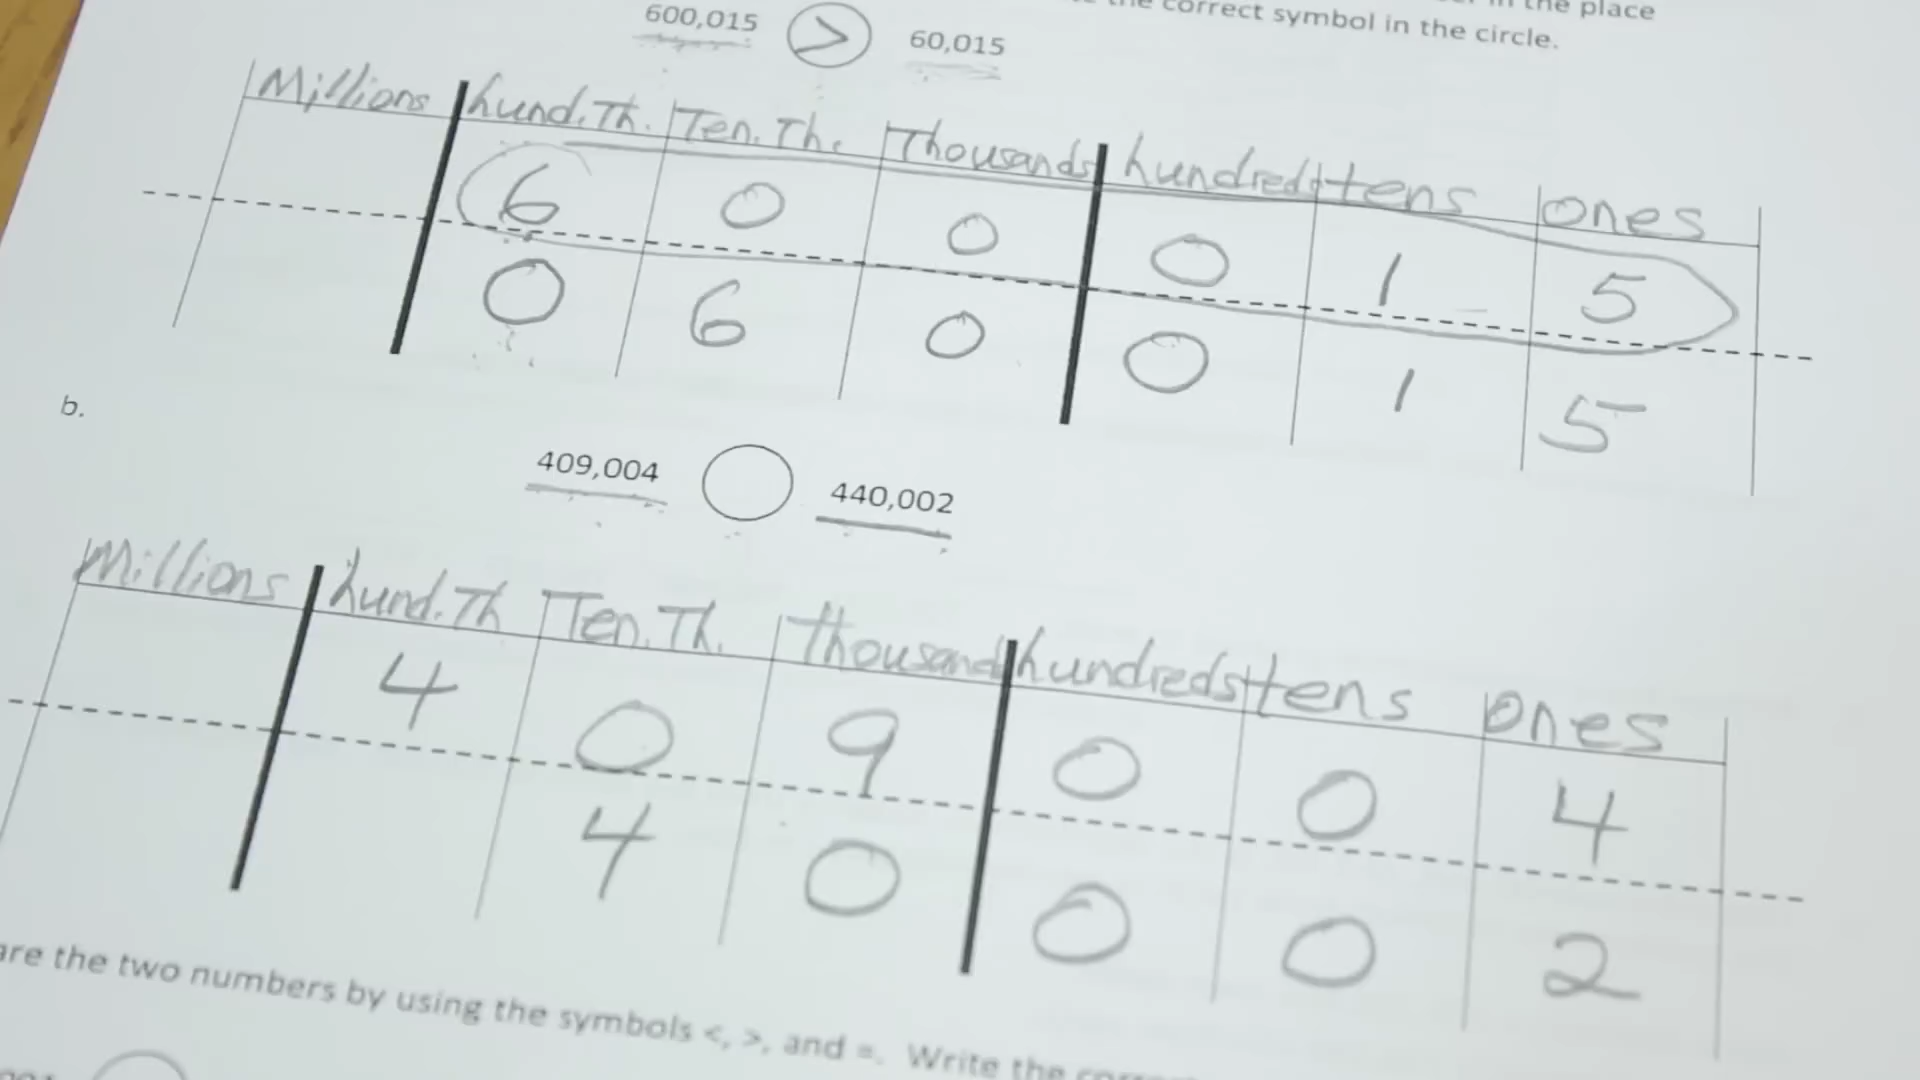 in the place
the correct symbol in the circle.
600,015 > 60,015
Millions hund.Th. Ten.Th. Thousands hundreds tens ones
6 0 0 0 1 5
0 6 0 0 1 5
b.
409,004 440,002
Millions hund.Th Ten.Th. thousands hundreds tens ones
4 0 9 0 0 4
4 0 0 0 2
are the two numbers by using the symbols <, >, and =. Write the